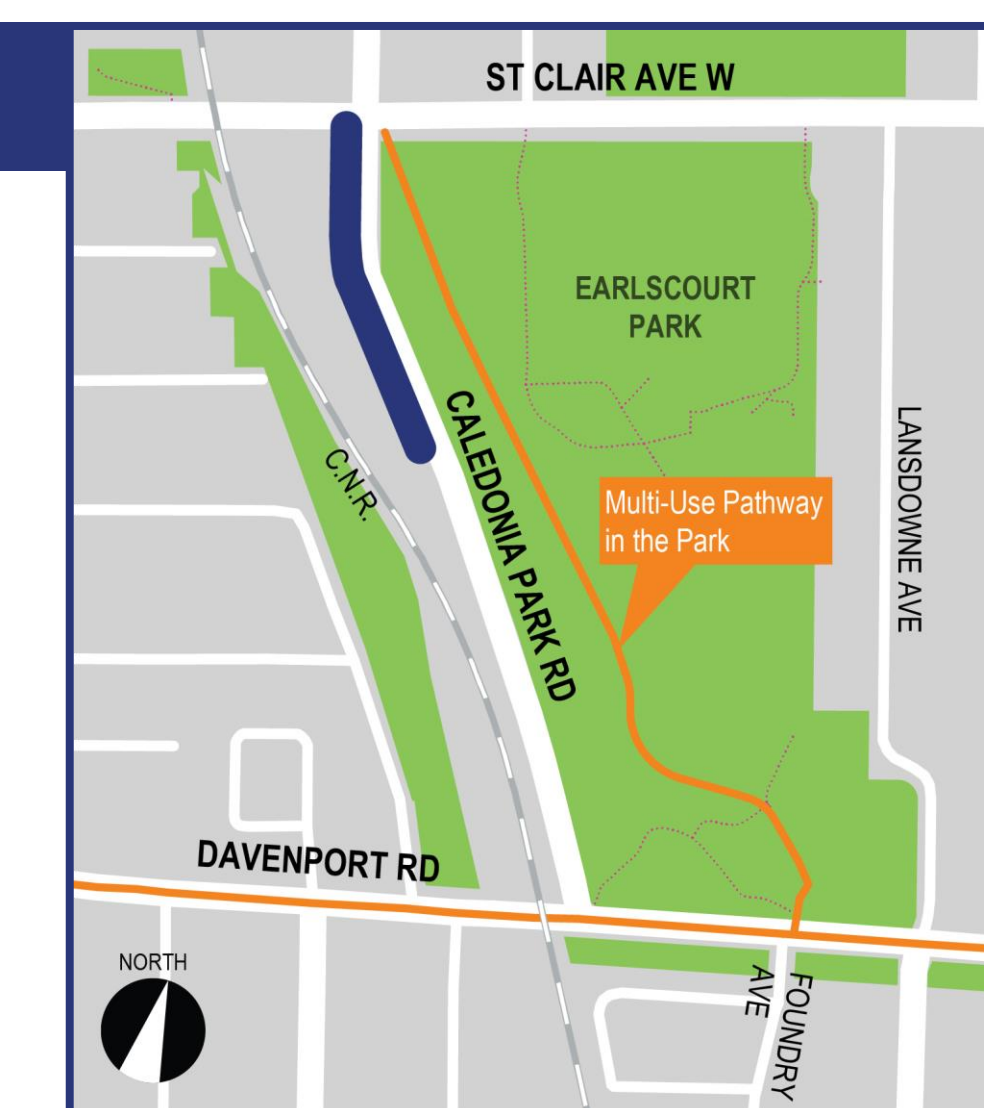 ST CLAIR AVE W
EARLSCOURT
PARK
C.N.R.
CALEDONIA PARK RD
LANSDOWNE AVE
Multi-Use Pathway
in the Park
DAVENPORT RD
NORTH
FOUNDRY
AVE